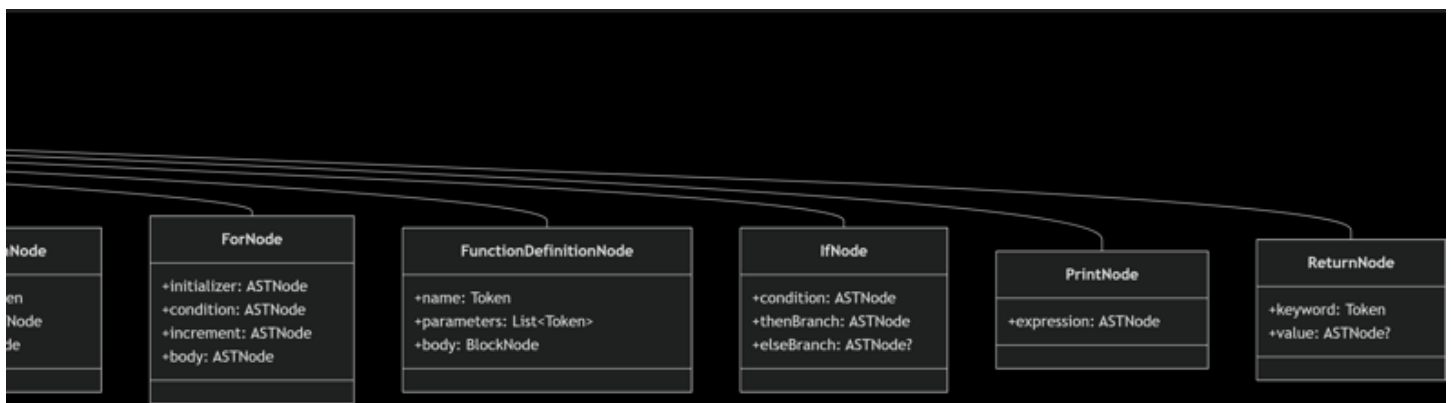 ForNode
+initializer: ASTNode
+condition: ASTNode
+increment: ASTNode
+body: ASTNode
FunctionDefinitionNode
+name: Token
+parameters: List<Token>
+body: BlockNode
IfNode
+condition: ASTNode
+thenBranch: ASTNode
+elseBranch: ASTNode?
PrintNode
+expression: ASTNode
ReturnNode
+keyword: Token
+value: ASTNode?